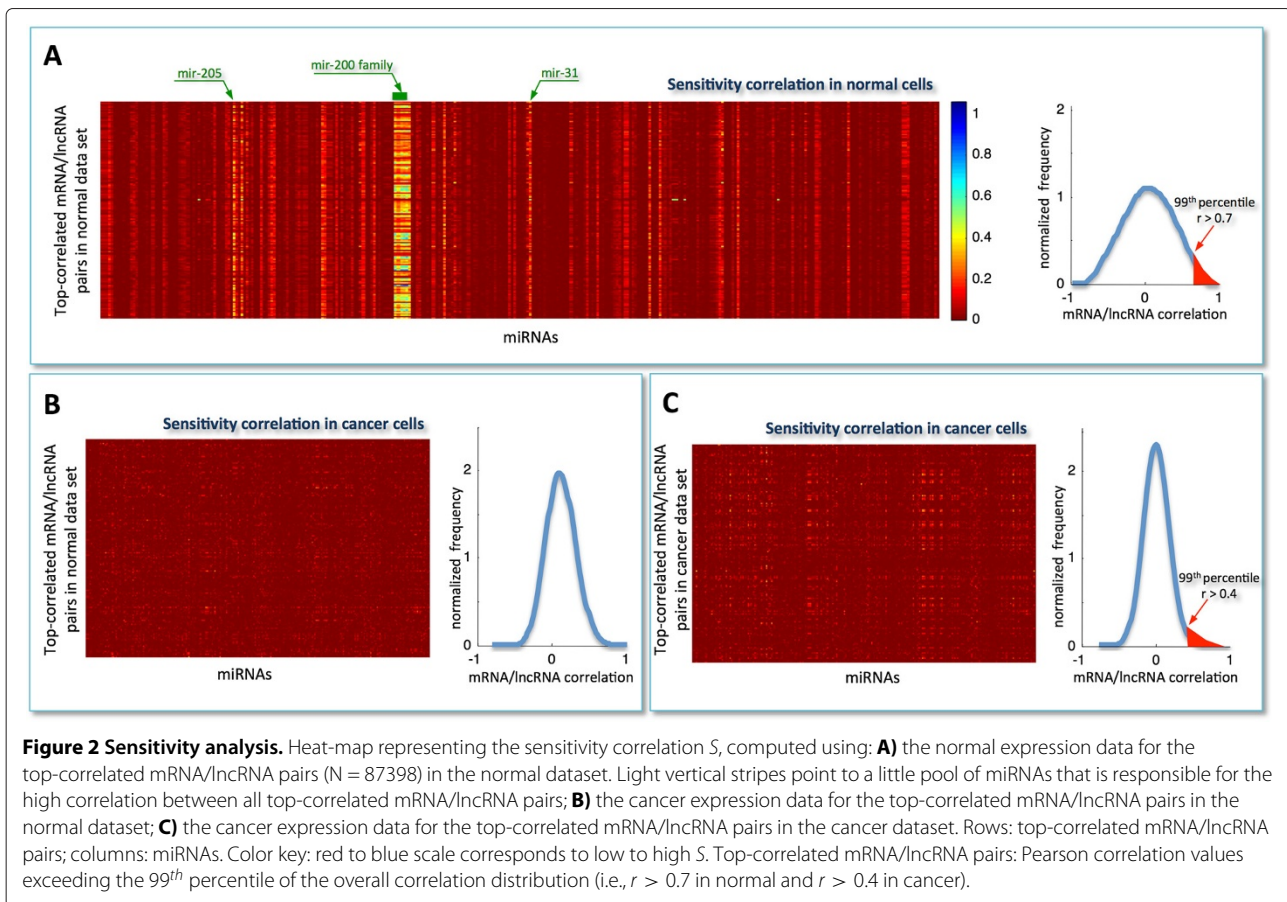 A
mir-205
mir-200 family
mir-31
Sensitivity correlation in normal cells
Top-correlated mRNA/lncRNA
pairs in normal data set
miRNAs
1
0.8
0.6
0.4
0.2
0
normalized frequency
2
1
0
-1
0
1
99th percentile
r > 0.7
mRNA/lncRNA correlation
B
Sensitivity correlation in cancer cells
Top-correlated mRNA/lncRNA
pairs in normal data set
miRNAs
normalized frequency
2
1
0
-1
0
1
mRNA/lncRNA correlation
C
Sensitivity correlation in cancer cells
Top-correlated mRNA/lncRNA
pairs in cancer data set
miRNAs
normalized frequency
2
1
0
-1
0
1
99th percentile
r > 0.4
mRNA/lncRNA correlation
Figure 2 Sensitivity analysis. Heat-map representing the sensitivity correlation S, computed using: A) the normal expression data for the
top-correlated mRNA/lncRNA pairs (N = 87398) in the normal dataset. Light vertical stripes point to a little pool of miRNAs that is responsible for the
high correlation between all top-correlated mRNA/lncRNA pairs; B) the cancer expression data for the top-correlated mRNA/lncRNA pairs in the
normal dataset; C) the cancer expression data for the top-correlated mRNA/lncRNA pairs in the cancer dataset. Rows: top-correlated mRNA/lncRNA
pairs; columns: miRNAs. Color key: red to blue scale corresponds to low to high S. Top-correlated mRNA/lncRNA pairs: Pearson correlation values
exceeding the 99th percentile of the overall correlation distribution (i.e., r > 0.7 in normal and r > 0.4 in cancer).